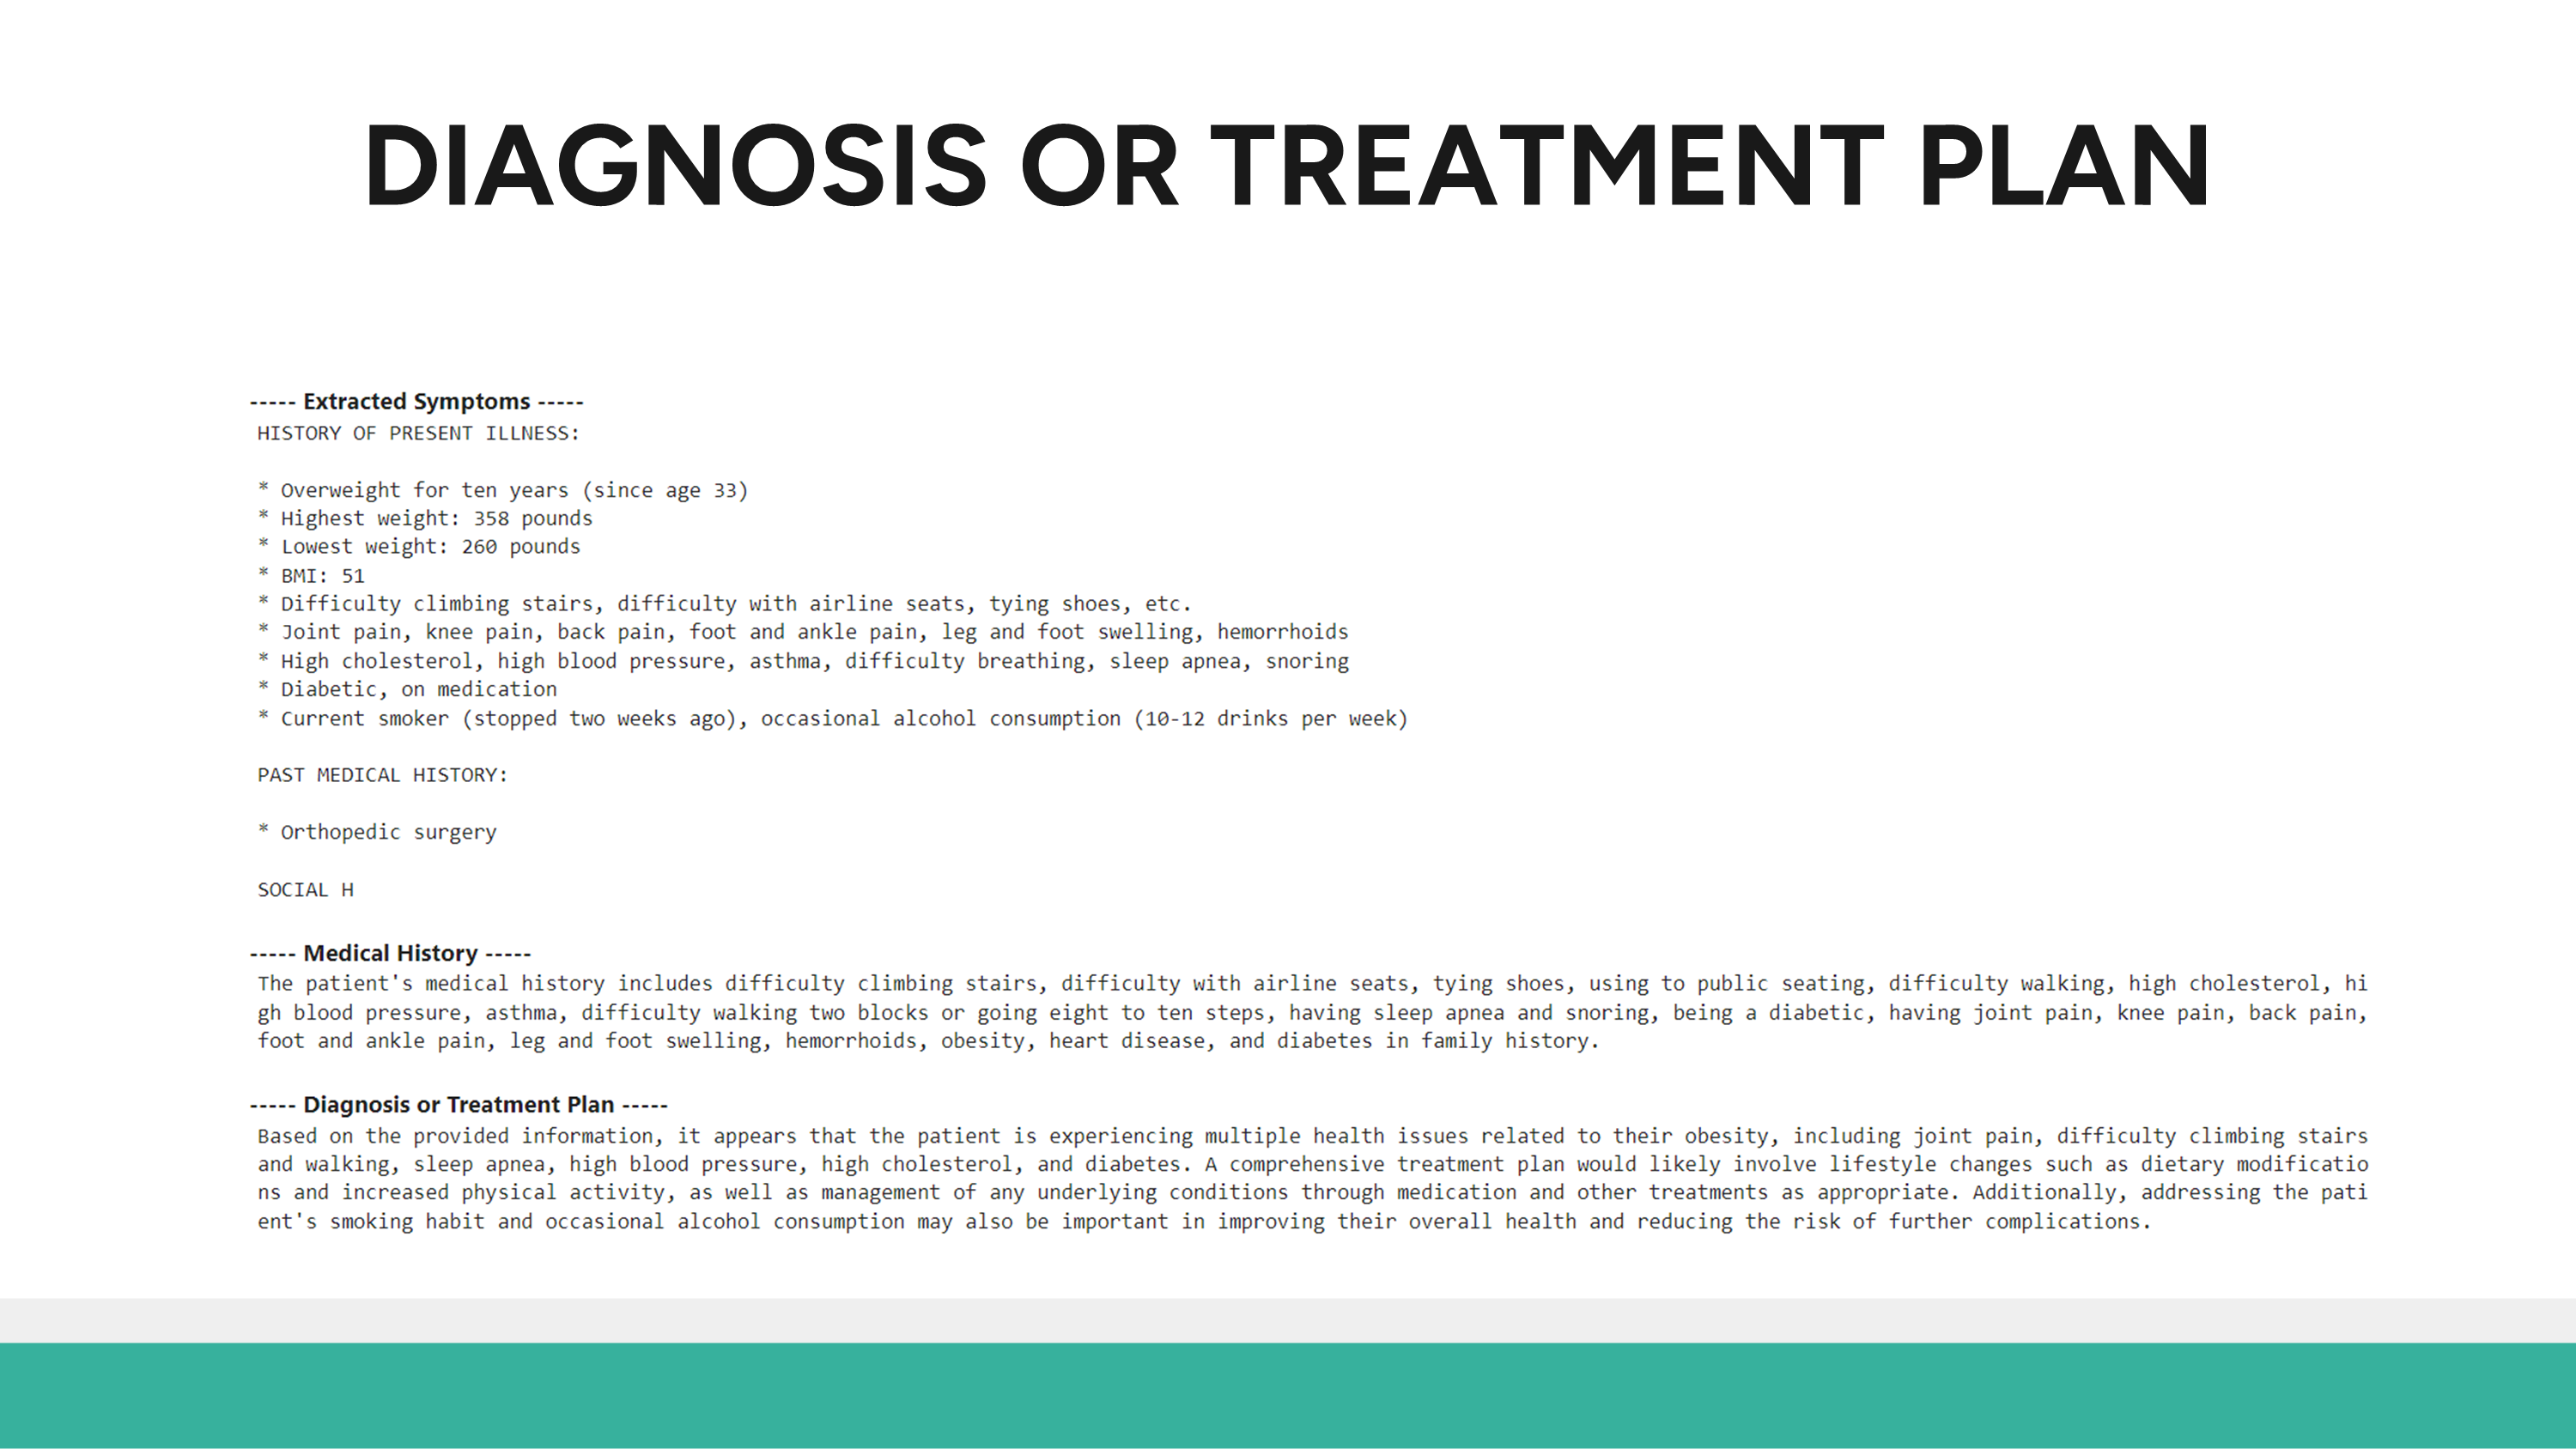 DIAGNOSIS OR TREATMENT PLAN
----- Extracted Symptoms -----
HISTORY OF PRESENT ILLNESS:
* Overweight for ten years (since age 33)
* Highest weight: 358 pounds
* Lowest weight: 260 pounds
* BMI: 51
* Difficulty climbing stairs, difficulty with airline seats, tying shoes, etc.
* Joint pain, knee pain, back pain, foot and ankle pain, leg and foot swelling, hemorrhoids
* High cholesterol, high blood pressure, asthma, difficulty breathing, sleep apnea, snoring
* Diabetic, on medication
* Current smoker (stopped two weeks ago), occasional alcohol consumption (10-12 drinks per week)
PAST MEDICAL HISTORY:
* Orthopedic surgery
SOCIAL H
----- Medical History -----
The patient's medical history includes difficulty climbing stairs, difficulty with airline seats, tying shoes, using to public seating, difficulty walking, high cholesterol, hi
gh blood pressure, asthma, difficulty walking two blocks or going eight to ten steps, having sleep apnea and snoring, being a diabetic, having joint pain, knee pain, back pain,
foot and ankle pain, leg and foot swelling, hemorrhoids, obesity, heart disease, and diabetes in family history.
----- Diagnosis or Treatment Plan -----
Based on the provided information, it appears that the patient is experiencing multiple health issues related to their obesity, including joint pain, difficulty climbing stairs
and walking, sleep apnea, high blood pressure, high cholesterol, and diabetes. A comprehensive treatment plan would likely involve lifestyle changes such as dietary modificatio
ns and increased physical activity, as well as management of any underlying conditions through medication and other treatments as appropriate. Additionally, addressing the pati
ent's smoking habit and occasional alcohol consumption may also be important in improving their overall health and reducing the risk of further complications.